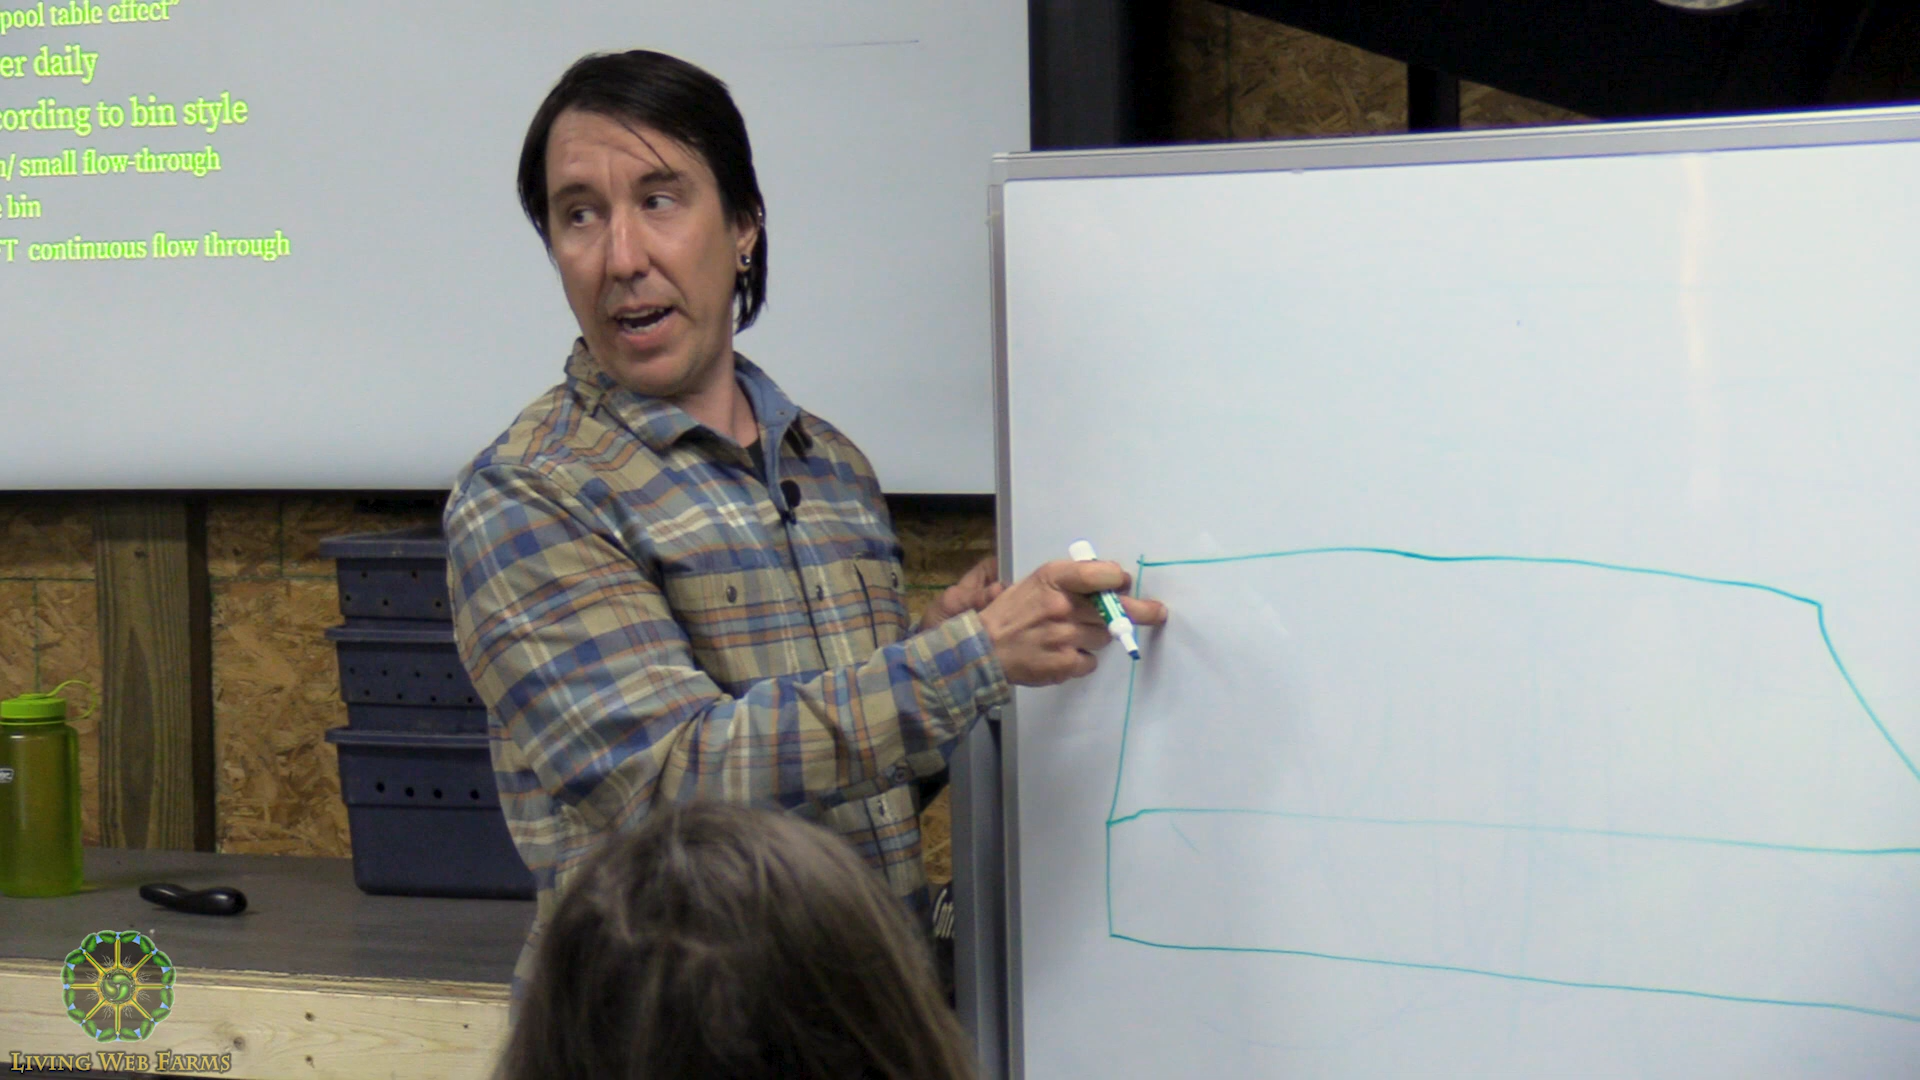 pool table effect"
er daily
cording to bin style
n/ small flow-through
bin
FT continuous flow through
LIVING WEB FARMS